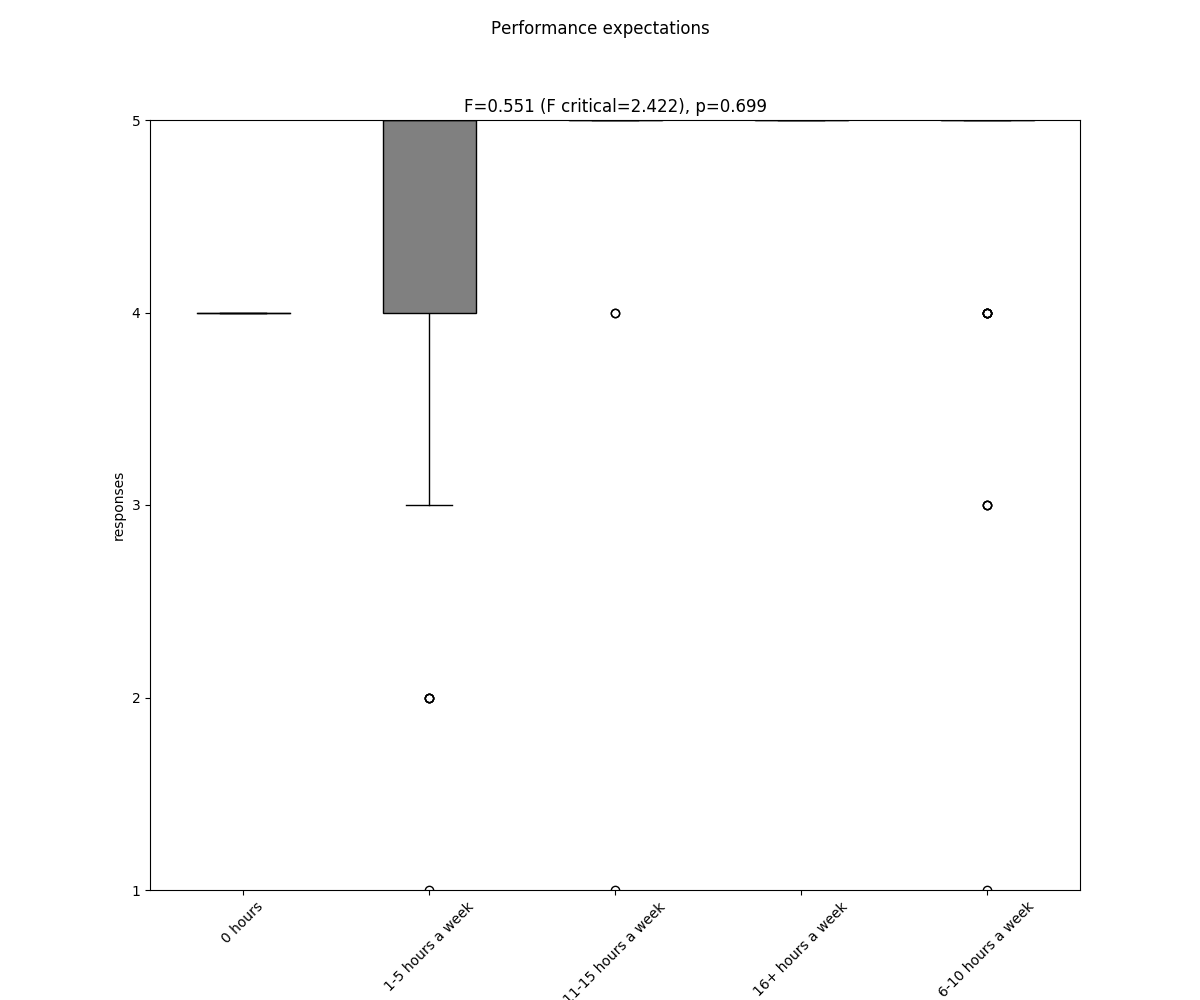 Performance expectations
F=0.551 (F critical=2.422), p=0.699
5
4
3
2
1
responses
0 hours
1-5 hours a week
11-15 hours a week
16+ hours a week
6-10 hours a week